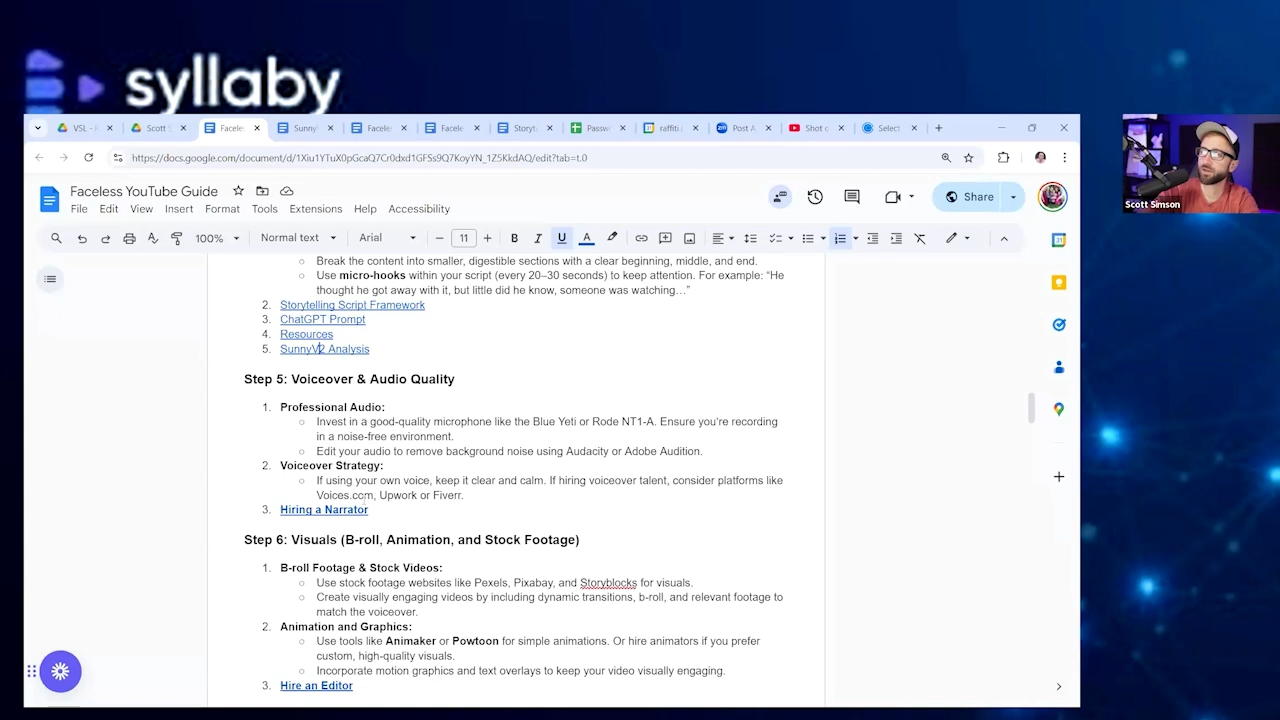 syllaby
VSL - F
Scott S
Faceles
Sunny
Faceles
Facele
Storyt
Passw
raffiti.
Post A
Shot o
Select
https://docs.google.com/document/d/1Xiu1YTuX0pGcaQ7Cr0dxd1GFSs9Q7KoyYN_1Z5KkdAQ/edit?tab=t.0
Faceless YouTube Guide
File Edit View Insert Format Tools Extensions Help Accessibility
Share
100% Normal text Arial 11 B I U A
Break the content into smaller, digestible sections with a clear beginning, middle, and end.
Use micro-hooks within your script (every 20–30 seconds) to keep attention. For example: “He
thought he got away with it, but little did he know, someone was watching…”
2. Storytelling Script Framework
3. ChatGPT Prompt
4. Resources
5. SunnyV2 Analysis
Step 5: Voiceover & Audio Quality
1. Professional Audio:
Invest in a good-quality microphone like the Blue Yeti or Rode NT1-A. Ensure you’re recording
in a noise-free environment.
Edit your audio to remove background noise using Audacity or Adobe Audition.
2. Voiceover Strategy:
If using your own voice, keep it clear and calm. If hiring voiceover talent, consider platforms like
Voices.com, Upwork or Fiverr.
3. Hiring a Narrator
Step 6: Visuals (B-roll, Animation, and Stock Footage)
1. B-roll Footage & Stock Videos:
Use stock footage websites like Pexels, Pixabay, and Storyblocks for visuals.
Create visually engaging videos by including dynamic transitions, b-roll, and relevant footage to
match the voiceover.
2. Animation and Graphics:
Use tools like Animaker or Powtoon for simple animations. Or hire animators if you prefer
custom, high-quality visuals.
Incorporate motion graphics and text overlays to keep your video visually engaging.
3. Hire an Editor
Scott Simson